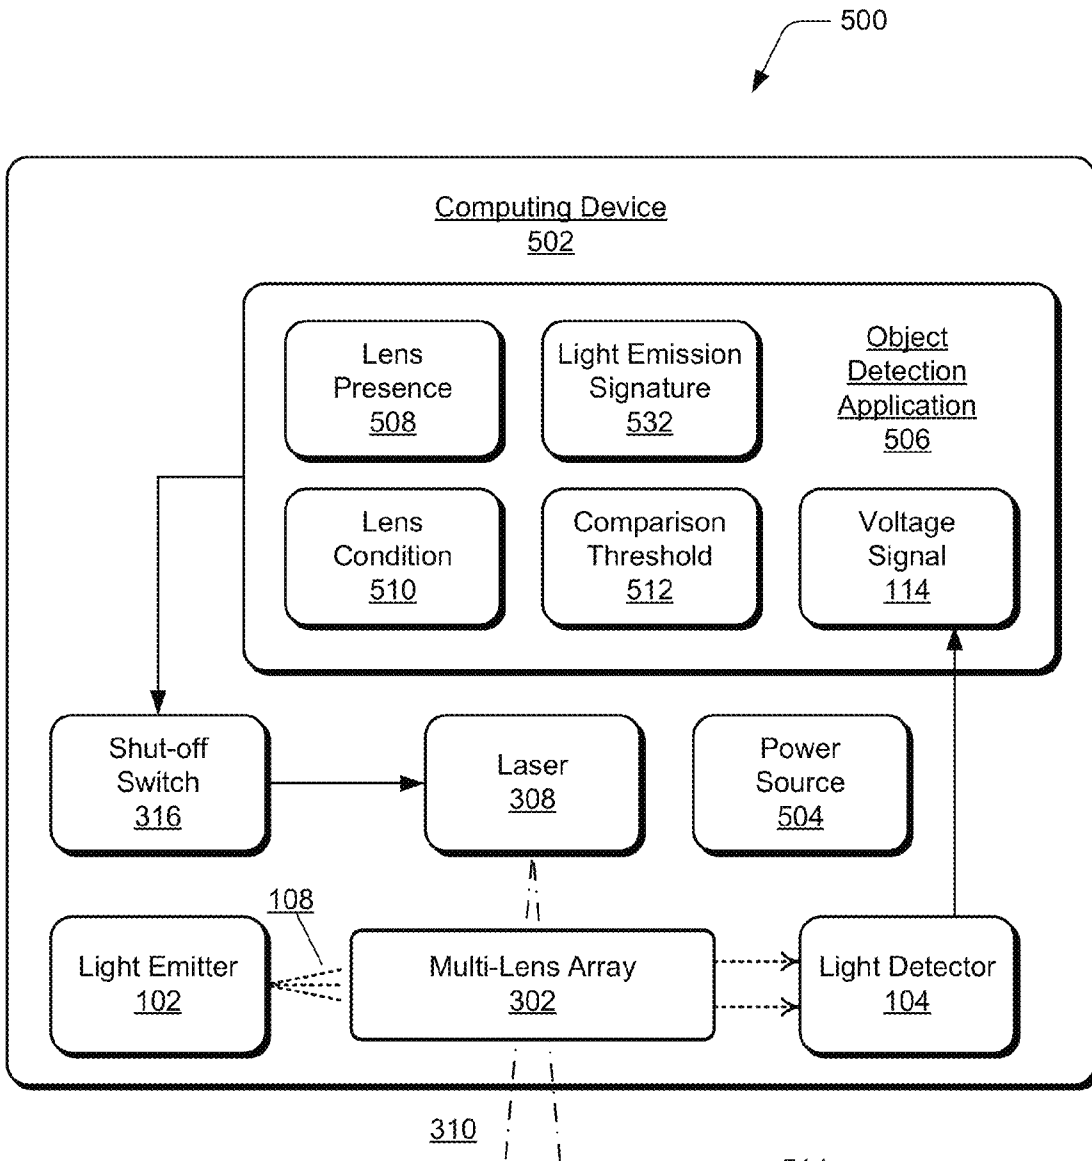 500
Computing Device
502
Lens
Presence
508
Light Emission
Signature
532
Object
Detection
Application
506
Lens
Condition
510
Comparison
Threshold
512
Voltage
Signal
114
Shut-off
Switch
316
Laser
308
Power
Source
504
108
Light Emitter
102
Multi-Lens Array
302
Light Detector
104
310